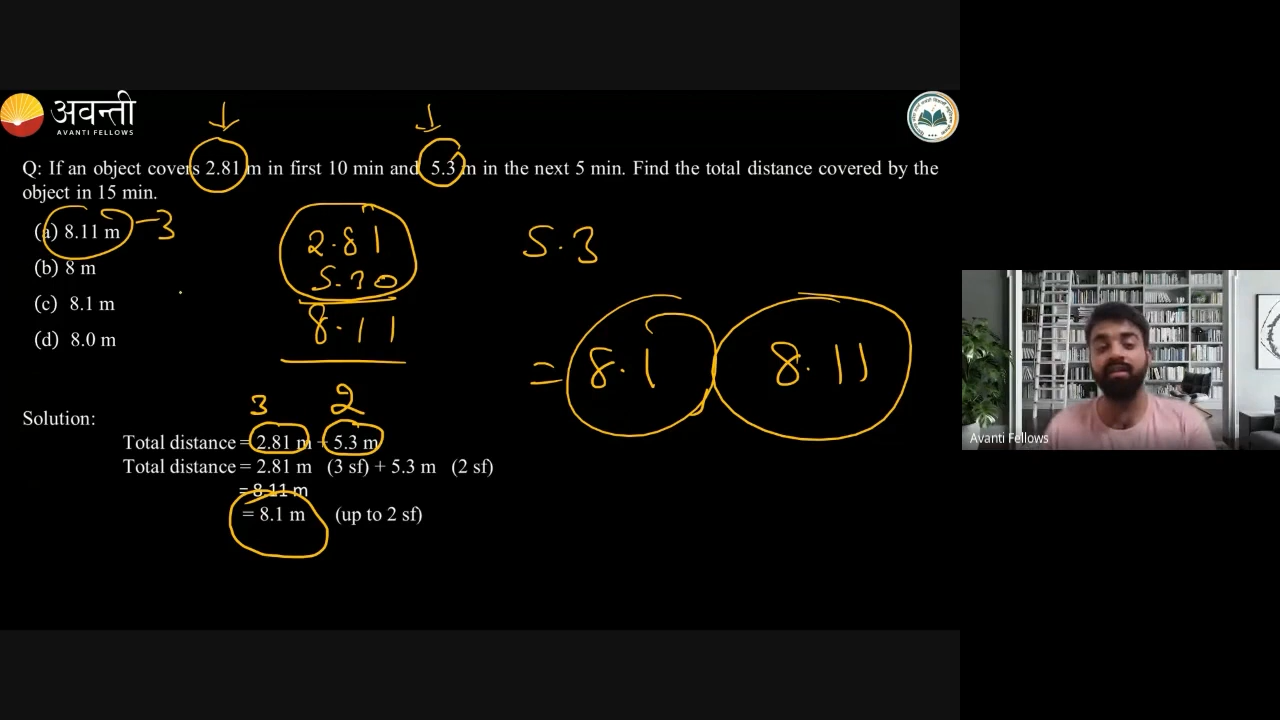 अवन्ती
AVANTI FELLOWS
Q: If an object covers 2.81 m in first 10 min and 5.3 m in the next 5 min. Find the total distance covered by the
object in 15 min.
(a) 8.11 m - 3
(b) 8 m
(c) 8.1 m
(d) 8.0 m
2.81
5.30
8.11
5.3
= 8.1 8.11
3 2
Solution:
Total distance = 2.81 m + 5.3 m
Total distance = 2.81 m (3 sf) + 5.3 m (2 sf)
= 8.11 m
= 8.1 m (up to 2 sf)
Avanti Fellows